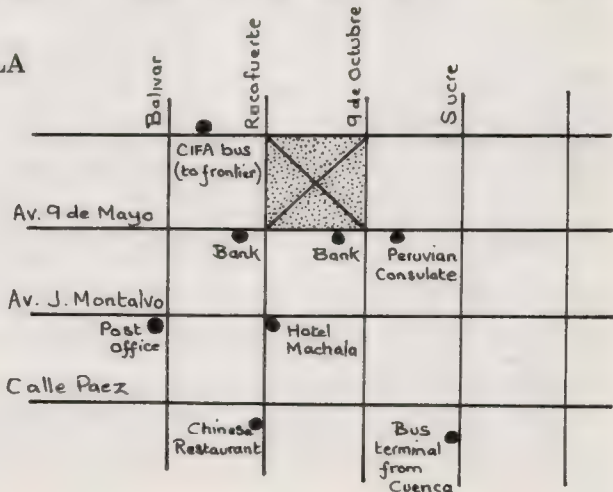 LA
Balivar
Rocafuerte
9 de Octubre
Sucre
CIFA bus
(to frontier)
Av. 9 de Mayo
Bank
Bank
Peruvian
Consulate
Av. J. Montalvo
Post
Office
Hotel
Machala
Calle Paez
Chinese
Restaurant
Bus
terminal
from
Cuenca